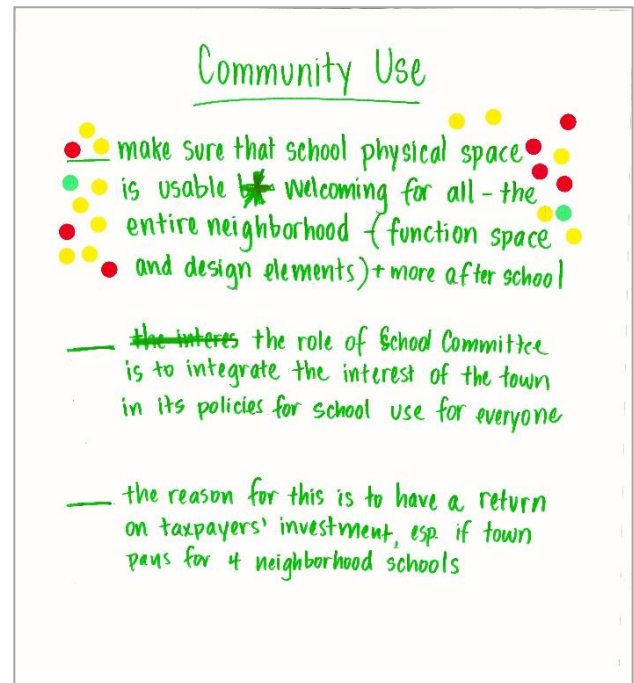 Community Use
make sure that school physical space
is usable welcoming for all - the
entire neighborhood - (function space
and design elements) + more after school
the interes the role of School Committee
is to integrate the interest of the town
in its policies for school use for everyone
the reason for this is to have a return
on taxpayers' investment, esp. if town
pays for 4 neighborhood schools